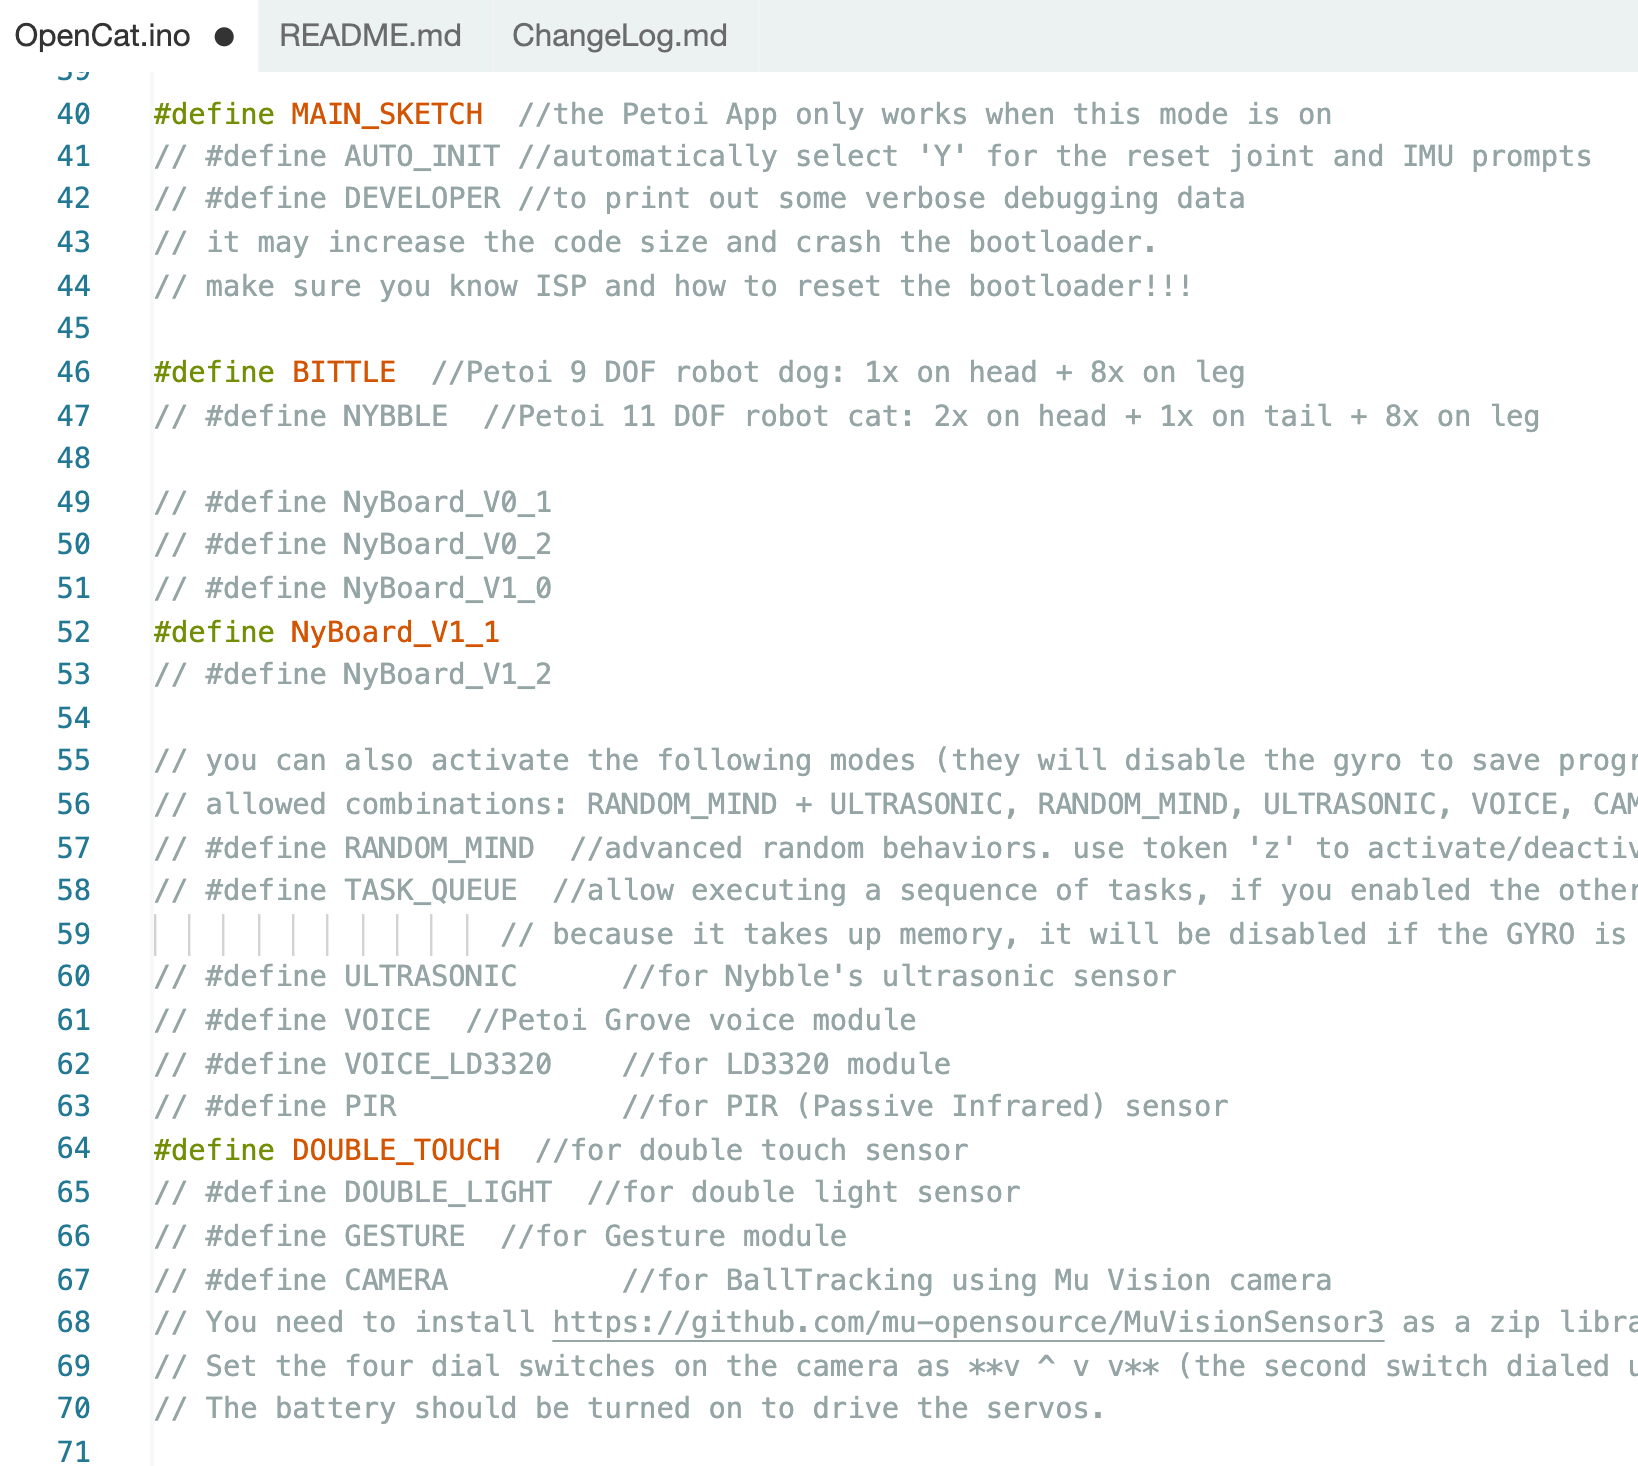 OpenCat.ino ● README.md ChangeLog.md
39
40 #define MAIN_SKETCH  //the Petoi App only works when this mode is on
41 // #define AUTO_INIT //automatically select 'Y' for the reset joint and IMU prompts
42 // #define DEVELOPER //to print out some verbose debugging data
43 // it may increase the code size and crash the bootloader.
44 // make sure you know ISP and how to reset the bootloader!!!
45
46 #define BITTLE  //Petoi 9 DOF robot dog: 1x on head + 8x on leg
47 // #define NYBBLE  //Petoi 11 DOF robot cat: 2x on head + 1x on tail + 8x on leg
48
49 // #define NyBoard_V0_1
50 // #define NyBoard_V0_2
51 // #define NyBoard_V1_0
52 #define NyBoard_V1_1
53 // #define NyBoard_V1_2
54
55 // you can also activate the following modes (they will disable the gyro to save progr
56 // allowed combinations: RANDOM_MIND + ULTRASONIC, RANDOM_MIND, ULTRASONIC, VOICE, CAM
57 // #define RANDOM_MIND  //advanced random behaviors. use token 'z' to activate/deactiv
58 // #define TASK_QUEUE  //allow executing a sequence of tasks, if you enabled the other
59 // because it takes up memory, it will be disabled if the GYRO is
60 // #define ULTRASONIC      //for Nybble's ultrasonic sensor
61 // #define VOICE  //Petoi Grove voice module
62 // #define VOICE_LD3320    //for LD3320 module
63 // #define PIR             //for PIR (Passive Infrared) sensor
64 #define DOUBLE_TOUCH  //for double touch sensor
65 // #define DOUBLE_LIGHT  //for double light sensor
66 // #define GESTURE  //for Gesture module
67 // #define CAMERA          //for BallTracking using Mu Vision camera
68 // You need to install https://github.com/mu-opensource/MuVisionSensor3 as a zip libra
69 // Set the four dial switches on the camera as **v ^ v v** (the second switch dialed u
70 // The battery should be turned on to drive the servos.
71